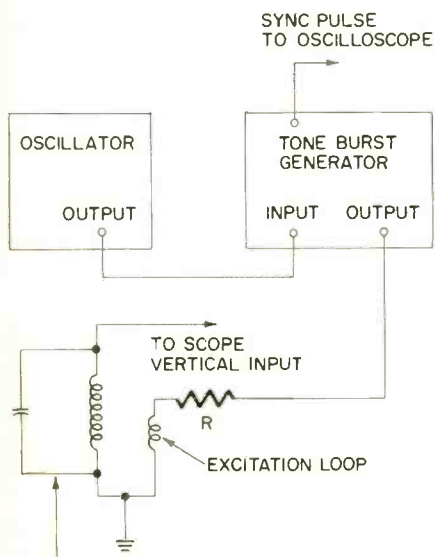 SYNC PULSE
TO OSCILLOSCOPE
OSCILLATOR
OUTPUT
TONE BURST
GENERATOR
INPUT OUTPUT
TO SCOPE
VERTICAL INPUT
R
EXCITATION LOOP